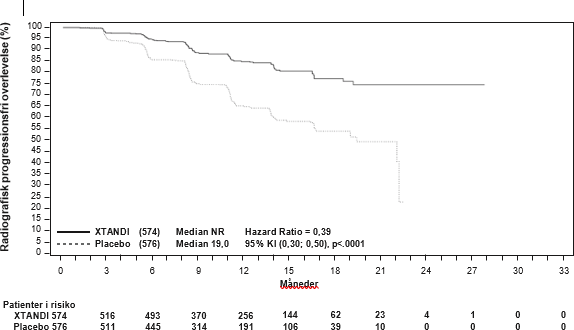 Radiografisk progressionsfri overlevelse (%)
100
95
90
85
80
75
70
65
60
55
50
45
40
35
30
25
20
15
10
5
0
XTANDI (574) Median NR Hazard Ratio = 0,39
Placebo (576) Median 19,0 95% KI (0,30; 0,50), p<.0001
0 3 6 9 12 15 18 21 24 27 30 33
Måneder
Patienter i risiko
XTANDI 574 516 493 370 256 144 62 23 4 1 0 0
Placebo 576 511 445 314 191 106 39 10 0 0 0 0